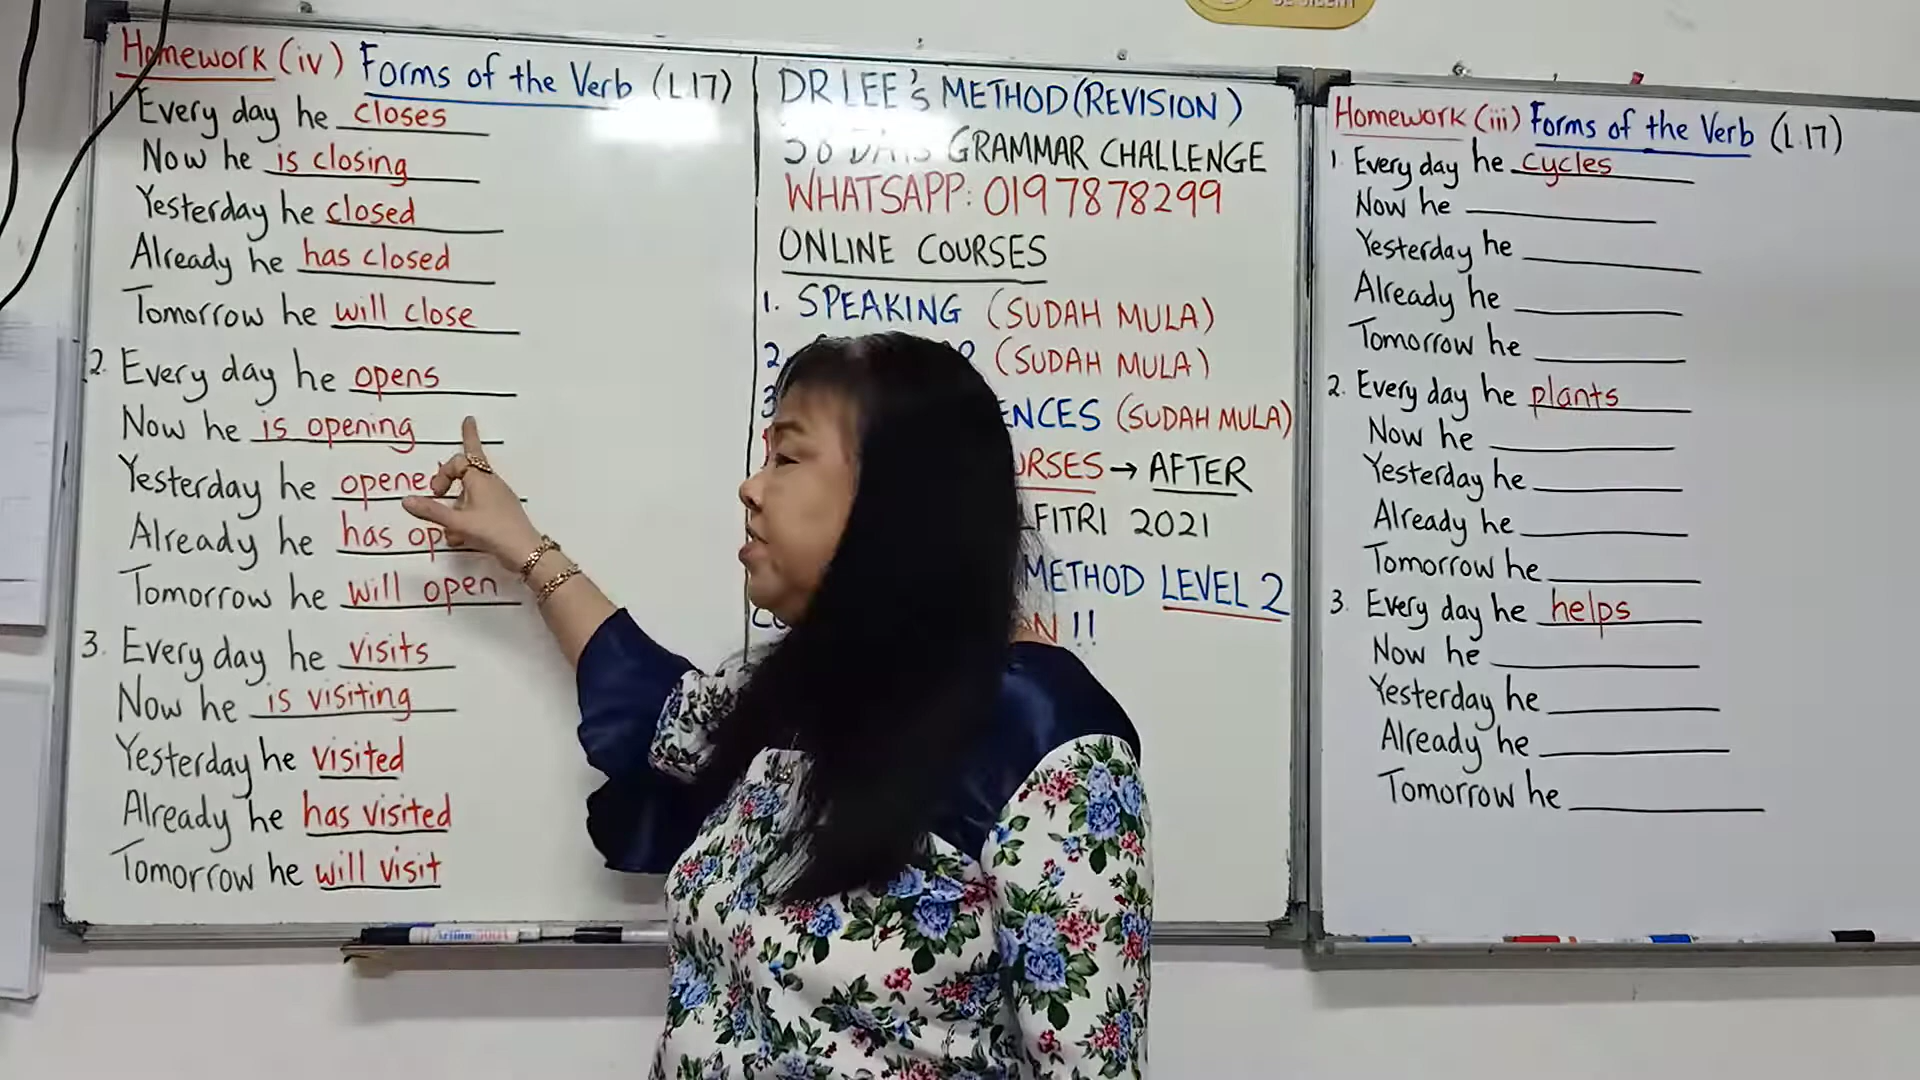 BE SILENT
Homework (iv) Forms of the Verb (L17)
1. Every day he closes
Now he is closing
Yesterday he closed
Already he has closed
Tomorrow he will close
2. Every day he opens
Now he is opening
Yesterday he opened
Already he has op
Tomorrow he will open
3. Every day he visits
Now he is visiting
Yesterday he visited
Already he has visited
Tomorrow he will visit
DR LEE'S METHOD (REVISION)
GRAMMAR CHALLENGE
WHATSAPP: 0197878299
ONLINE COURSES
1. SPEAKING (SUDAH MULA)
2. (SUDAH MULA)
3 ENCES (SUDAH MULA)
URSES → AFTER
FITRI 2021
METHOD LEVEL 2
N !!
Homework (iii) Forms of the Verb (L.17)
1. Every day he cycles
Now he
Yesterday he
Already he
Tomorrow he
2. Every day he plants
Now he
Yesterday he
Already he
Tomorrow he
3. Every day he helps
Now he
Yesterday he
Already he
Tomorrow he
Artline 500A